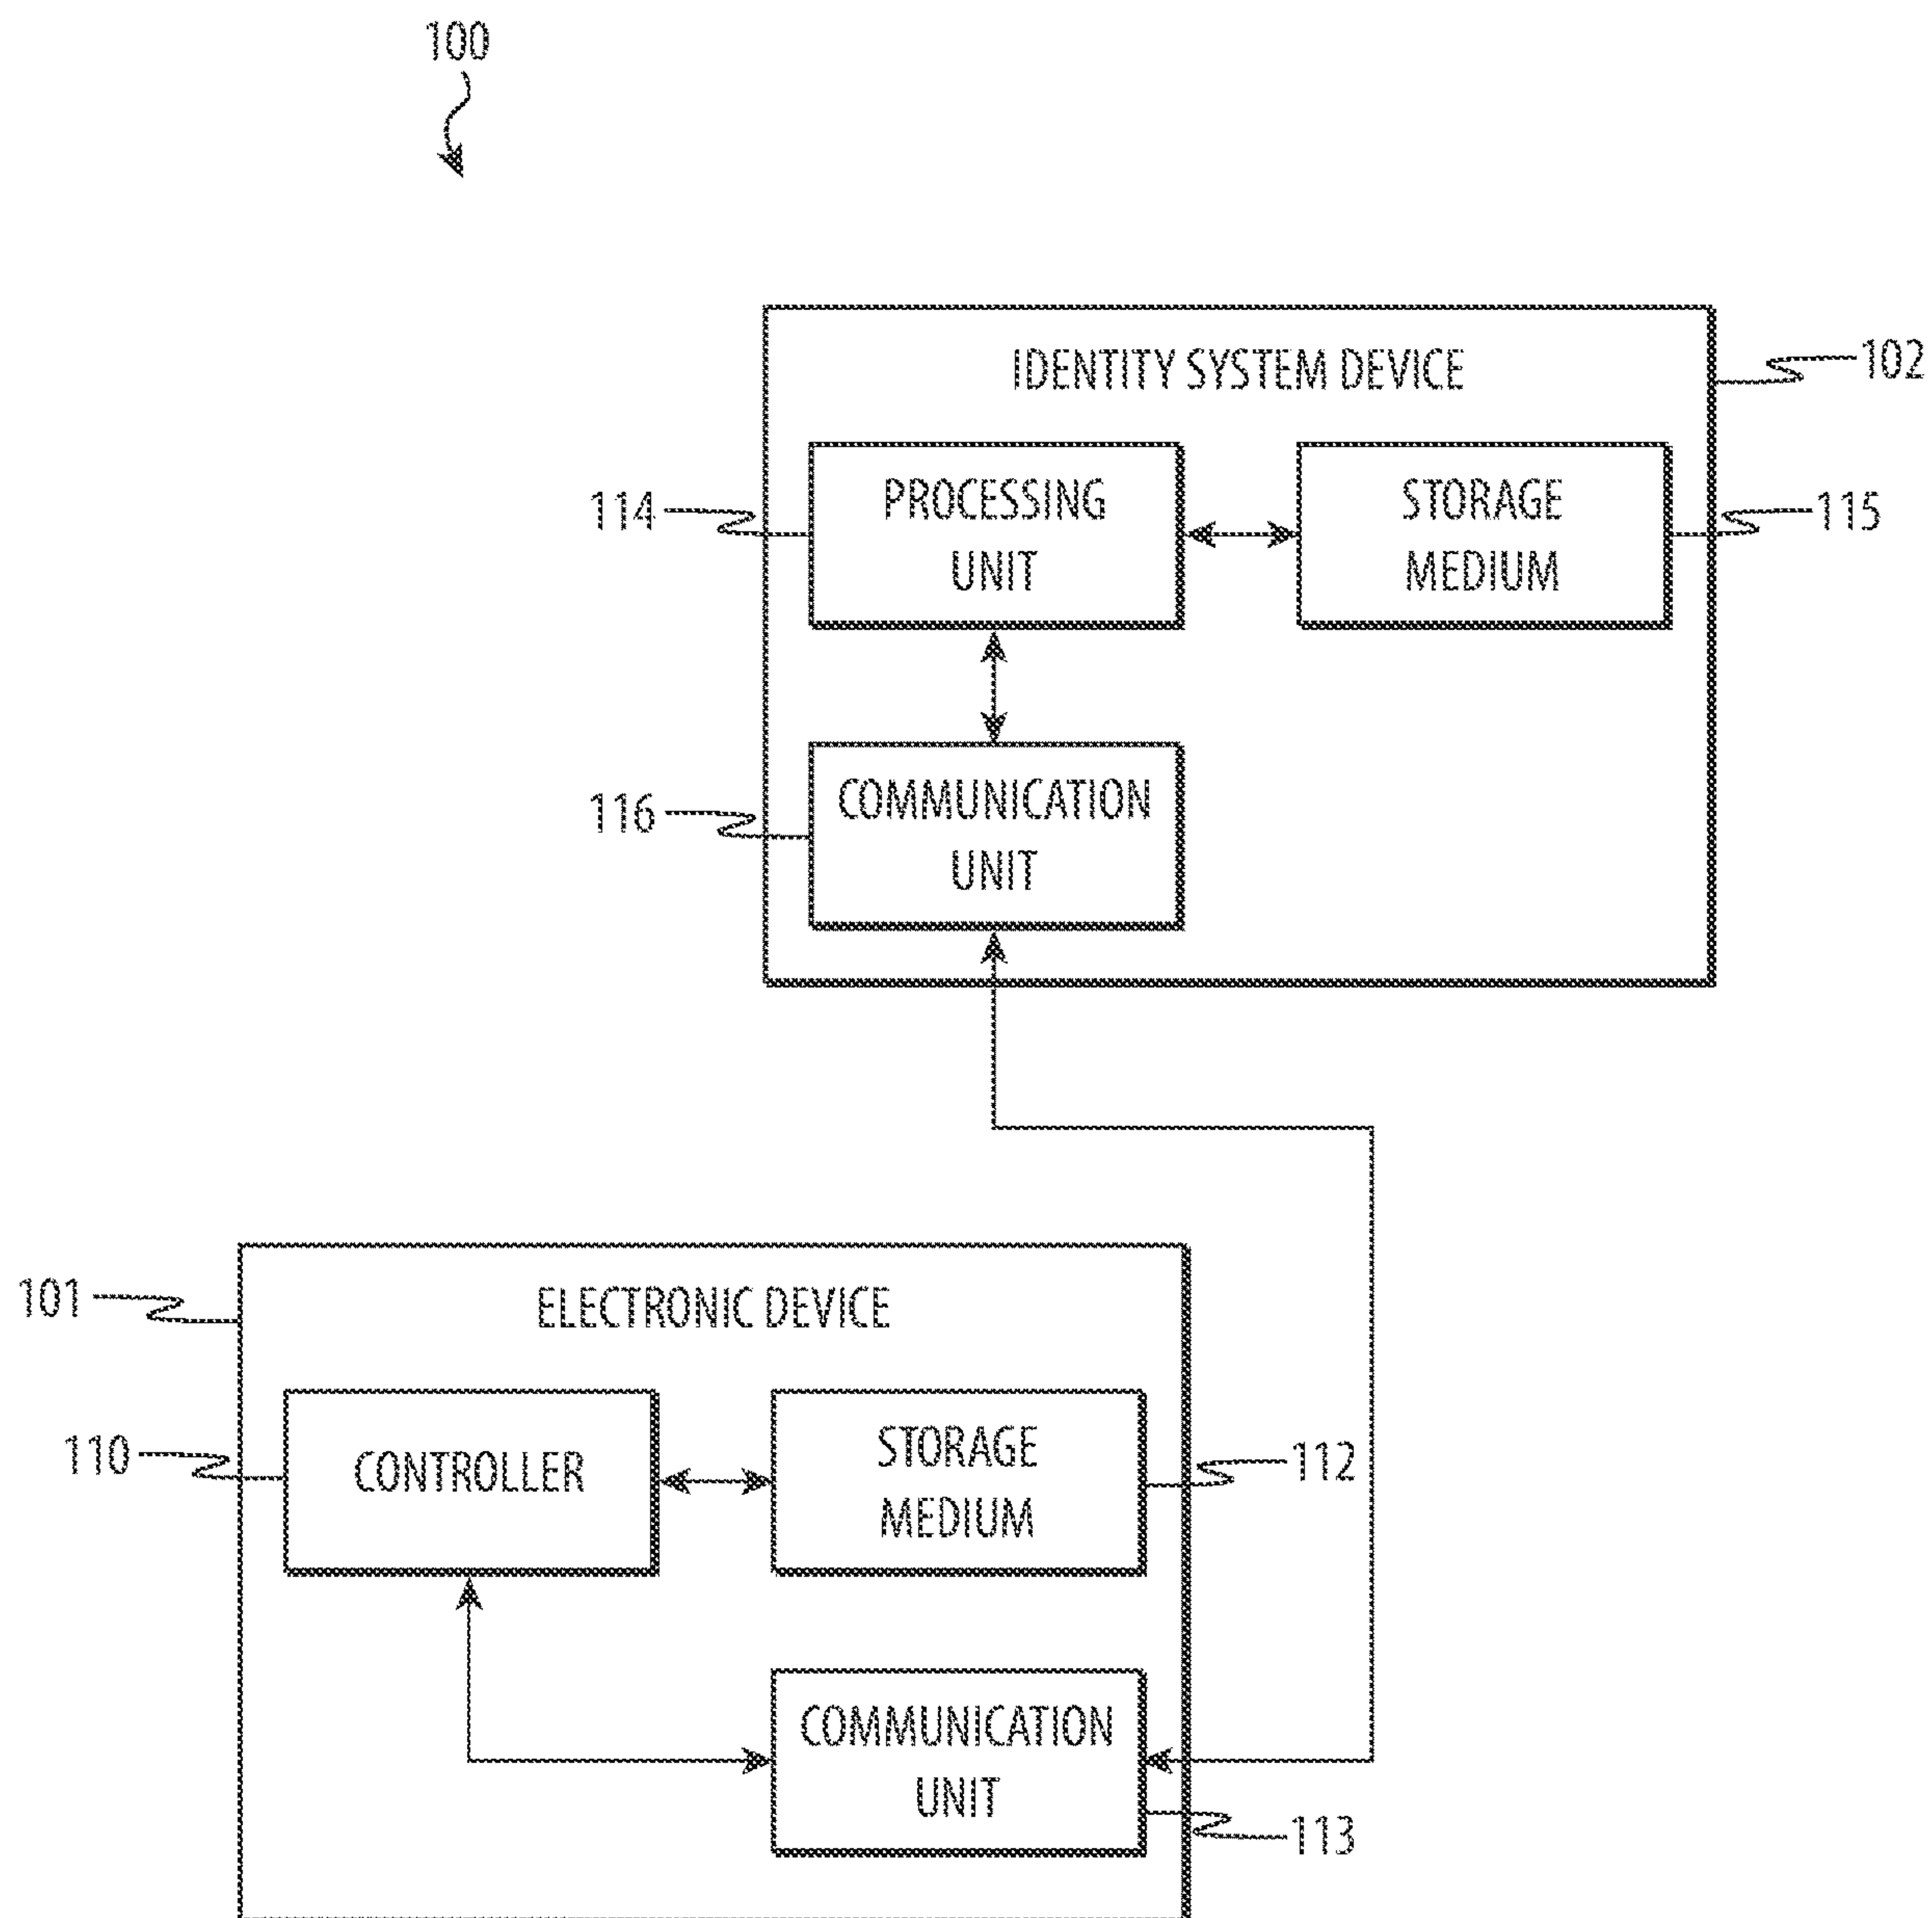 100
IDENTITY SYSTEM DEVICE
102
114
PROCESSING
UNIT
STORAGE
MEDIUM
115
116
COMMUNICATION
UNIT
101
ELECTRONIC DEVICE
110
CONTROLLER
STORAGE
MEDIUM
112
COMMUNICATION
UNIT
113